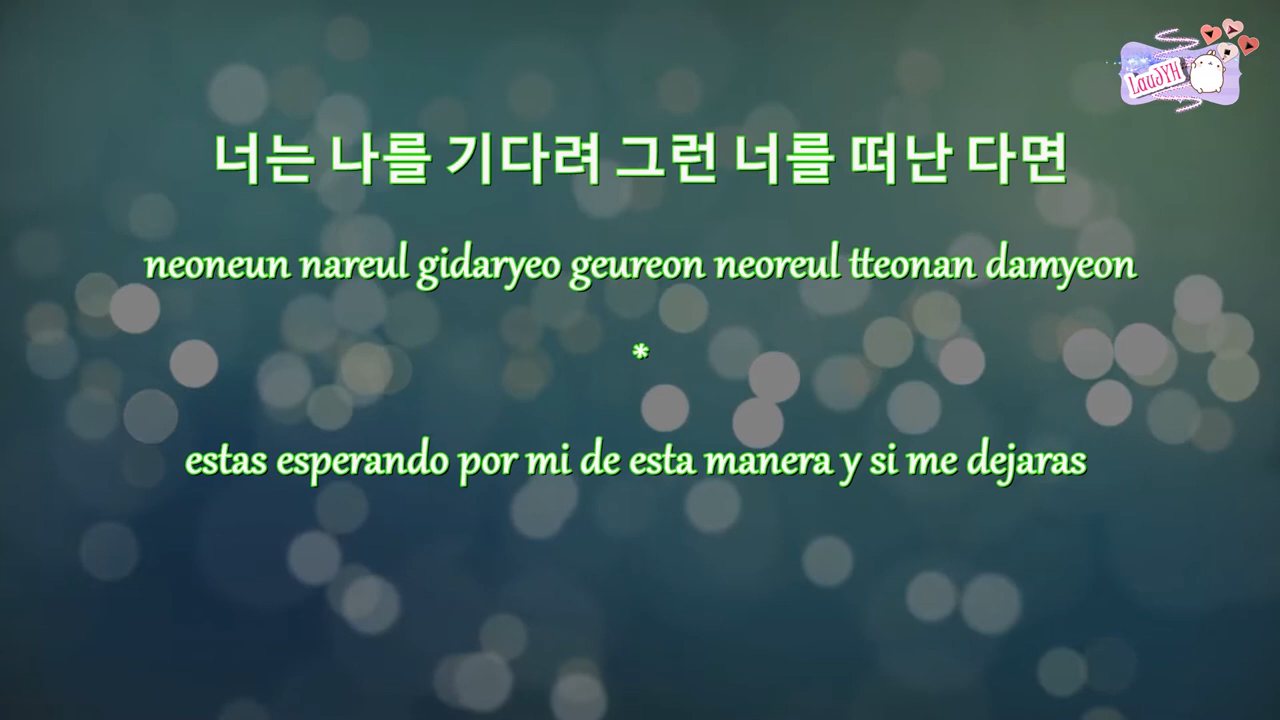 LauJYH
너는 나를 기다려 그런 너를 떠난 다면
neoneun nareul gidaryeo geureon neoreul tteonan damyeon
*
estas esperando por mi de esta manera y si me dejaras